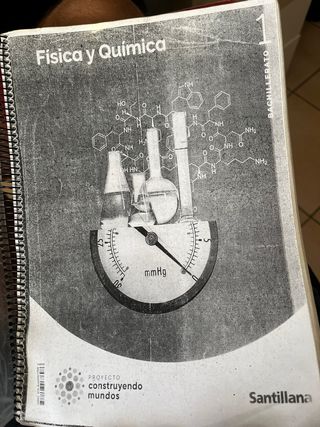 Física y Química
BACHILLERATO 1
mmHg
PROYECTO
construyendo
mundos
Santillana